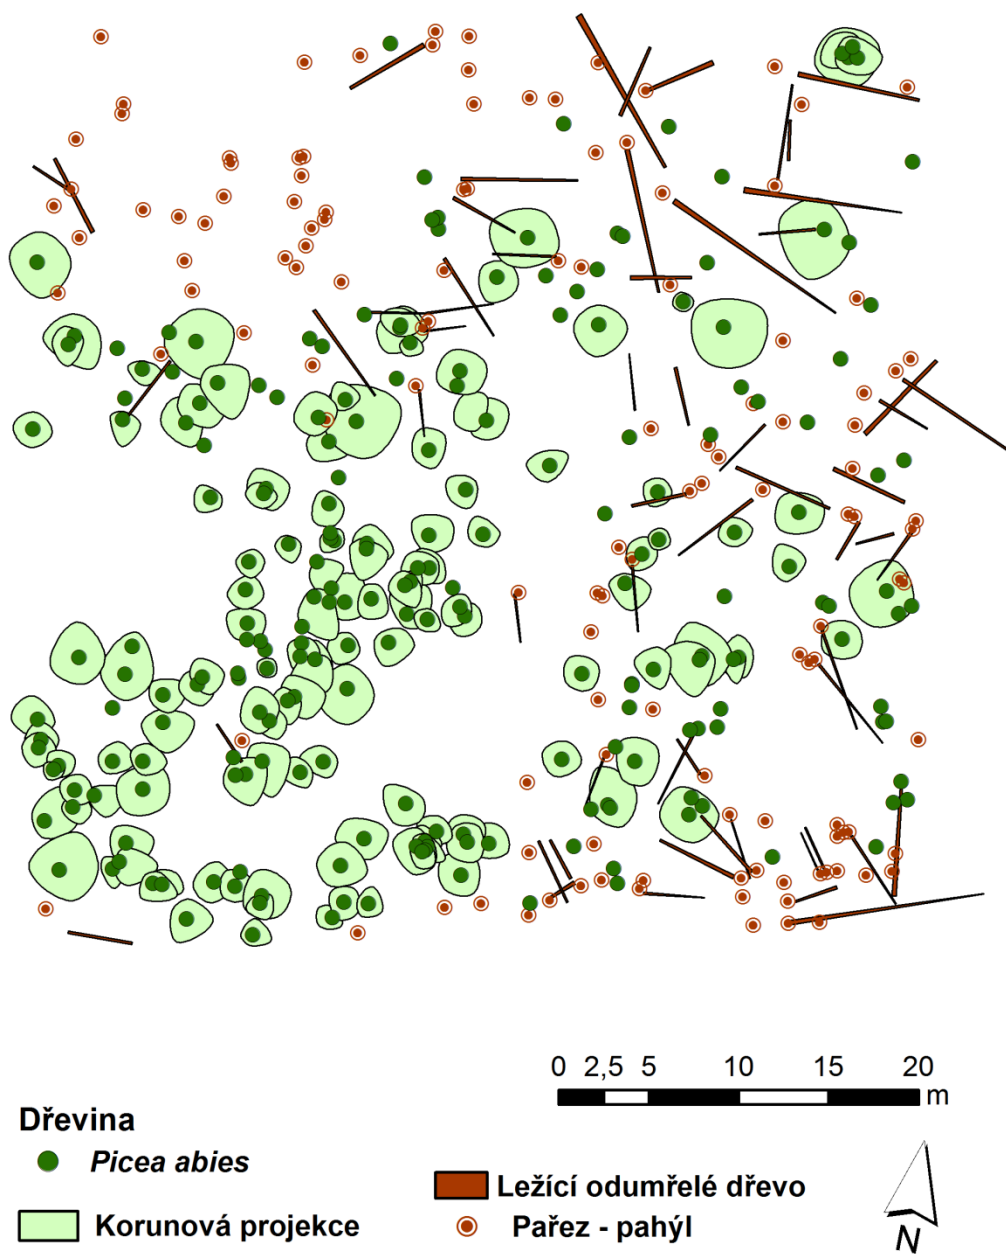 0 2,5 5 10 15 20
m
Dřevina
Picea abies
Korunová projekce
Ležící odumřelé dřevo
Pařez - pahýl
N